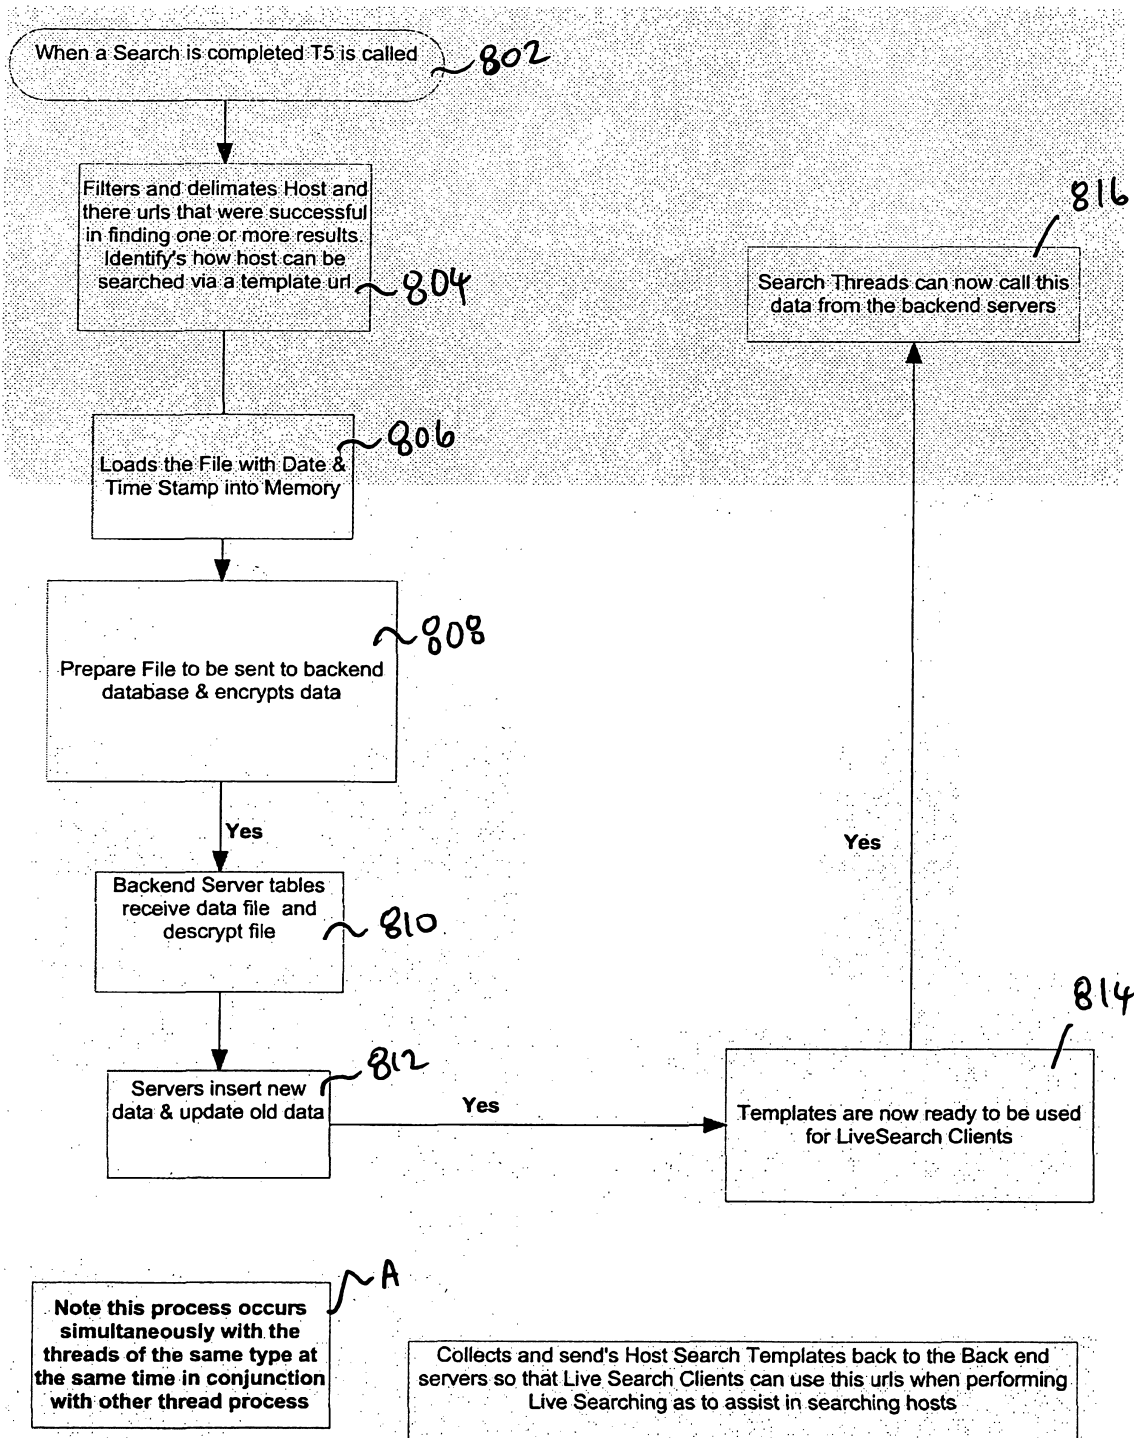 When a Search is completed T5 is called
802
Filters and delimates Host and
there urls that were successful
in finding one or more results.
Identify's how host can be
searched via a template url
804
816
Search Threads can now call this
data from the backend servers
806
Loads the File with Date &
Time Stamp into Memory
808
Prepare File to be sent to backend
database & encrypts data
Yes
Yes
Backend Server tables
receive data file and
descrypt file
810
814
812
Servers insert new
data & update old data
Yes
Templates are now ready to be used
for LiveSearch Clients
A
Note this process occurs
simultaneously with the
threads of the same type at
the same time in conjunction
with other thread process
Collects and send's Host Search Templates back to the Back end
servers so that Live Search Clients can use this urls when performing
Live Searching as to assist in searching hosts